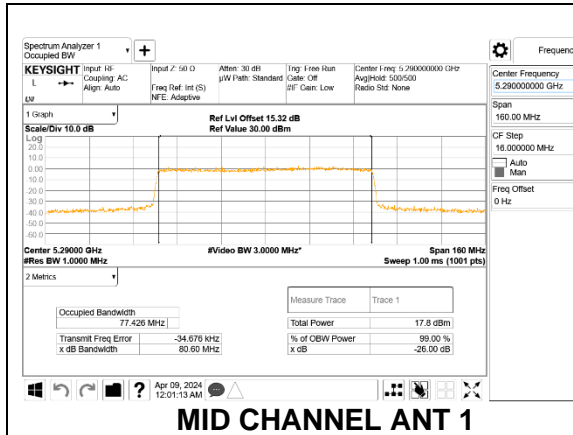 Spectrum Analyzer 1
Occupied BW
Frequenc
KEYSIGHT Input: RF Input Z: 50 Ω Atten: 30 dB Trig: Free Run Center Freq: 5.290000000 GHz
L Coupling: AC µW Path: Standard Gate: Off Avg|Hold: 500/500
Align: Auto Freq Ref: Int (S) #IF Gain: Low Radio Std: None
NFE: Adaptive
Center Frequency
5.290000000 GHz
Span
160.00 MHz
CF Step
16.000000 MHz
Auto
Man
Freq Offset
0 Hz
1 Graph
Ref Lvl Offset 15.32 dB
Scale/Div 10.0 dB Ref Value 30.00 dBm
Log
20.0
10.0
0.00
-10.0
-20.0
-30.0
-40.0
-50.0
-60.0
Center 5.29000 GHz #Video BW 3.0000 MHz* Span 160 MHz
#Res BW 1.0000 MHz Sweep 1.00 ms (1001 pts)
2 Metrics
Measure Trace Trace 1
Occupied Bandwidth
77.426 MHz Total Power 17.8 dBm
Transmit Freq Error -34.676 kHz % of OBW Power 99.00 %
x dB Bandwidth 80.60 MHz x dB -26.00 dB
? Apr 09, 2024
12:01:13 AM
MID CHANNEL ANT 1